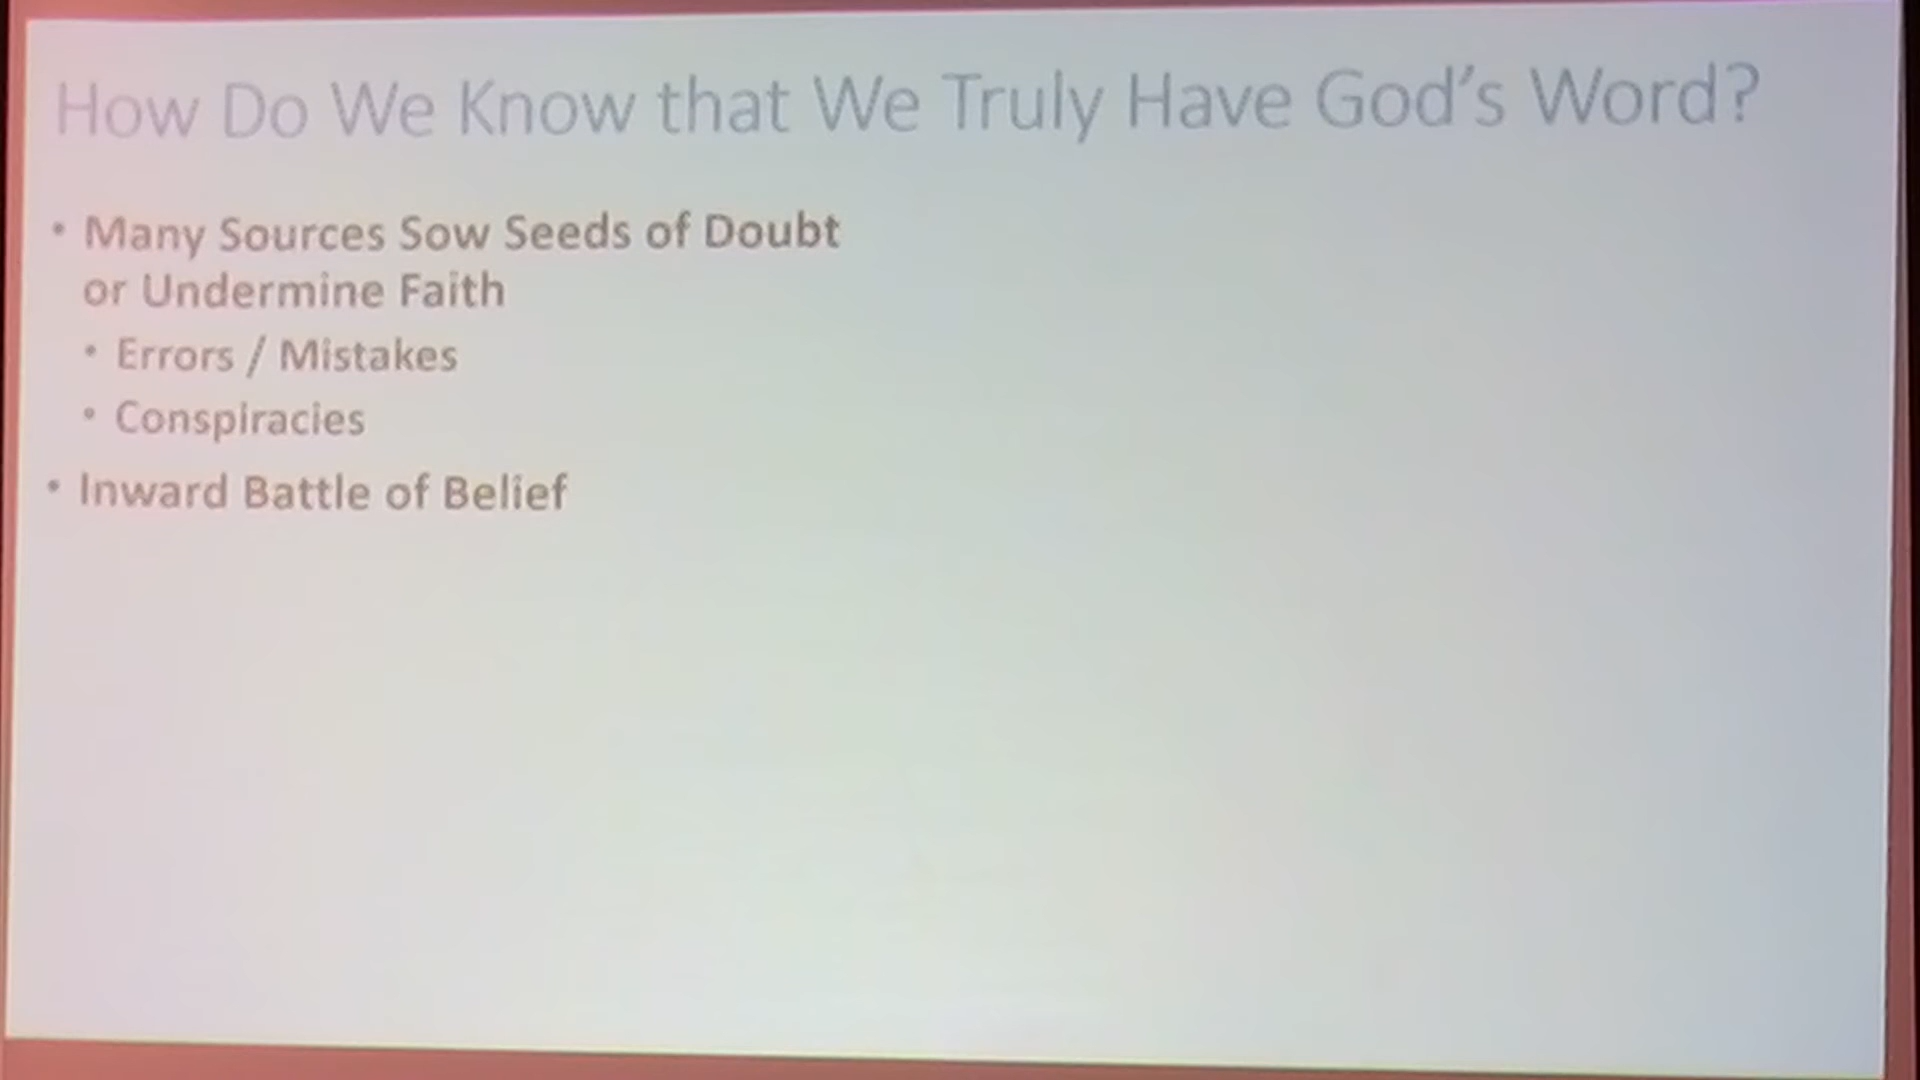 How Do We Know that We Truly Have God's Word?
• Many Sources Sow Seeds of Doubt
or Undermine Faith
• Errors / Mistakes
• Conspiracies
• Inward Battle of Belief